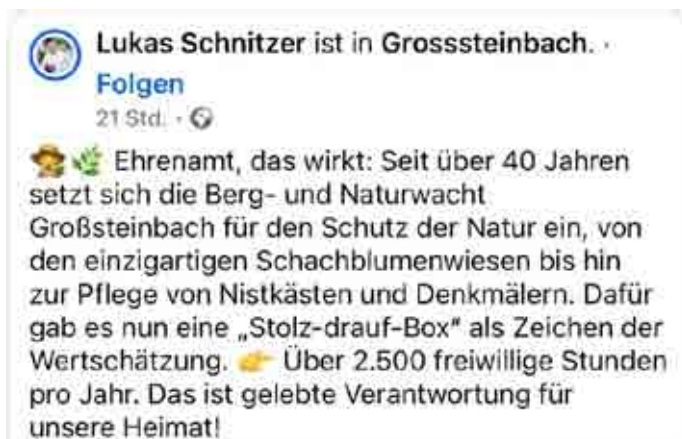 Lukas Schnitzer ist in Grosssteinbach. ·
Folgen
21 Std. ·
Ehrenamt, das wirkt: Seit über 40 Jahren
setzt sich die Berg- und Naturwacht
Großsteinbach für den Schutz der Natur ein, von
den einzigartigen Schachblumenwiesen bis hin
zur Pflege von Nistkästen und Denkmälern. Dafür
gab es nun eine „Stolz-drauf-Box“ als Zeichen der
Wertschätzung. 👉 Über 2.500 freiwillige Stunden
pro Jahr. Das ist gelebte Verantwortung für
unsere Heimat!